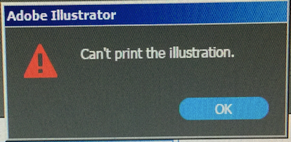 Adobe Illustrator
Can't print the illustration.
OK